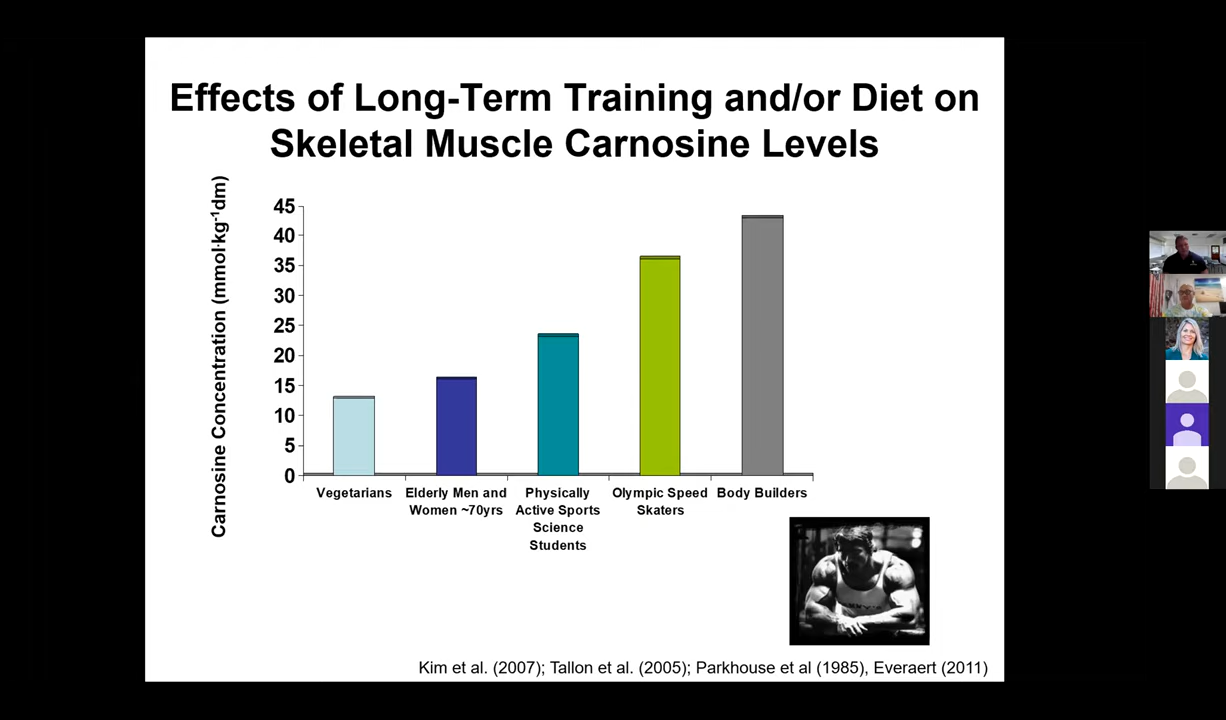 Effects of Long-Term Training and/or Diet on
Skeletal Muscle Carnosine Levels
Carnosine Concentration (mmol·kg⁻¹dm)
45
40
35
30
25
20
15
10
5
0
Vegetarians
Elderly Men and
Women ~70yrs
Physically
Active Sports
Science
Students
Olympic Speed
Skaters
Body Builders
Kim et al. (2007); Tallon et al. (2005); Parkhouse et al (1985), Everaert (2011)